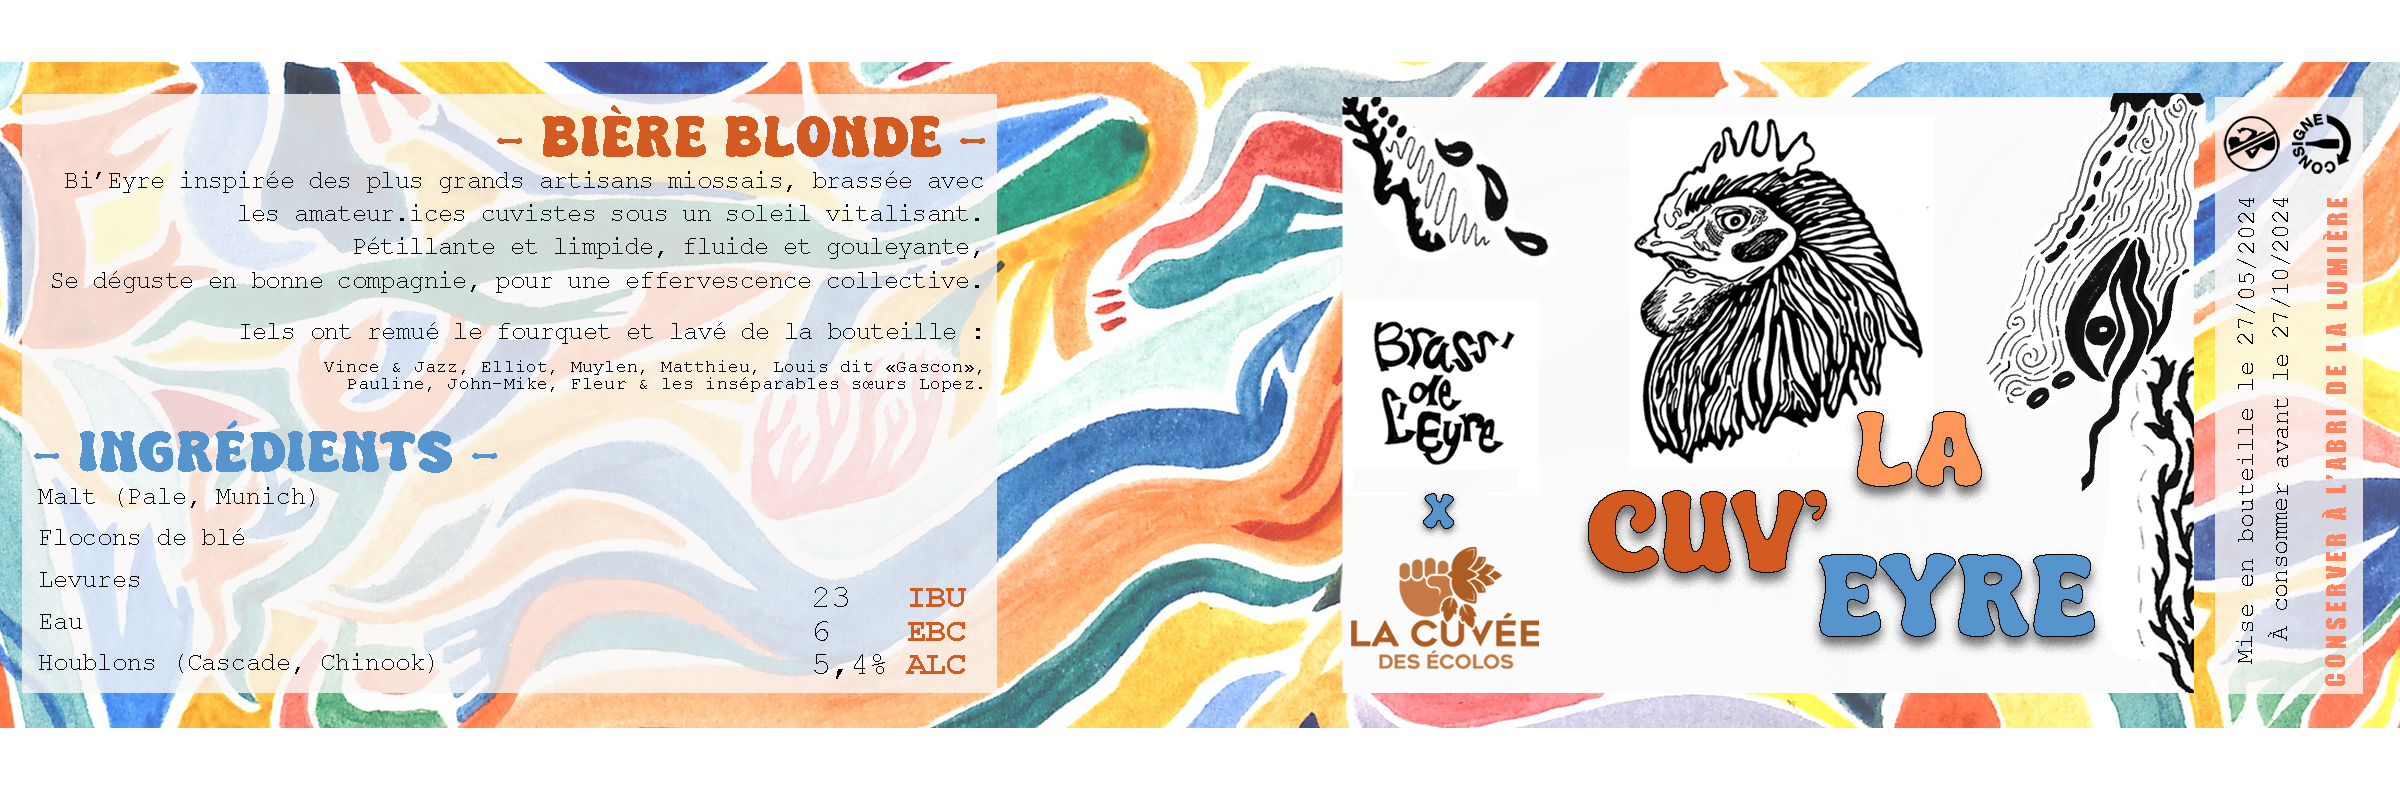 - BIÈRE BLONDE -
Bi'Eyre inspirée des plus grands artisans miossais, brassée avec
les amateur.ices cuvistes sous un soleil vitalisant.
Pétillante et limpide, fluide et gouleyante,
Se déguste en bonne compagnie, pour une effervescence collective.
Iels ont remué le fourquet et lavé de la bouteille :
Vince & Jazz, Elliot, Muylen, Matthieu, Louis dit «Gascon»,
Pauline, John-Mike, Fleur & les inséparables sœurs Lopez.
- INGRÉDIENTS -
Malt (Pale, Munich)
Flocons de blé
Levures
Eau
Houblons (Cascade, Chinook)
23 IBU
6 EBC
5,4% ALC
Brass'
de
L'Eyre
X
LA CUVÉE
DES ÉCOLOS
LA
CUV'
EYRE
CONSIGNE
Mise en bouteille le 27/05/2024
À consommer avant le 27/10/2024
CONSERVER À L'ABRI DE LA LUMIÈRE